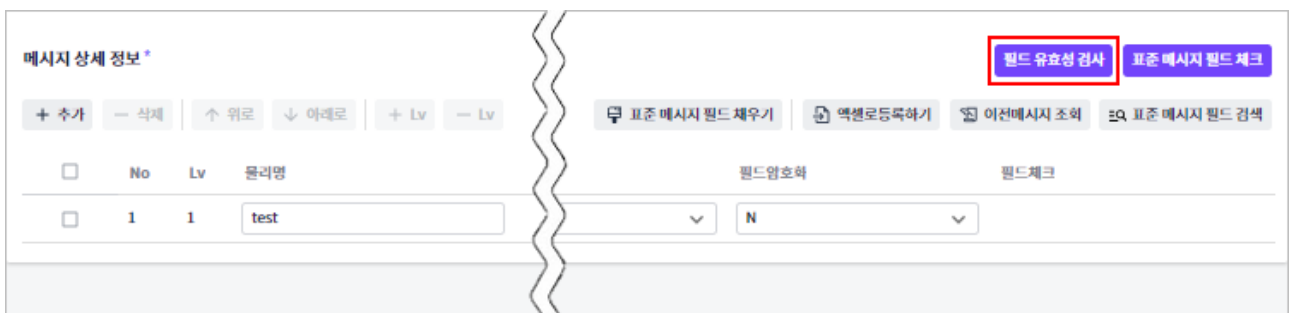 메시지 상세 정보 *
필드 유효성 검사 표준 메시지 필드 체크
+ 추가 — 삭제 ↑ 위로 ↓ 아래로 + Lv — Lv 표준 메시지 필드 채우기 엑셀로등록하기 이전메시지 조회 표준 메시지 필드 검색
No Lv 물리명 필드암호화 필드체크
1 1 test N